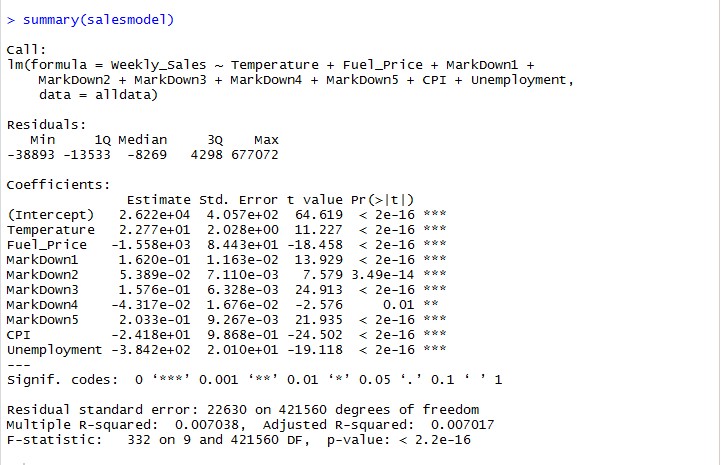 > summary(salesmodel)
Call:
lm(formula = Weekly_Sales ~ Temperature + Fuel_Price + MarkDown1 +
    MarkDown2 + MarkDown3 + MarkDown4 + MarkDown5 + CPI + Unemployment,
    data = alldata)
Residuals:
   Min     1Q Median     3Q    Max
-38893 -13533  -8269   4298 677072
Coefficients:
               Estimate Std. Error t value Pr(>|t|)
(Intercept)   2.622e+04  4.057e+02  64.619  < 2e-16 ***
Temperature   2.277e+01  2.028e+00  11.227  < 2e-16 ***
Fuel_Price   -1.558e+03  8.443e+01 -18.458  < 2e-16 ***
MarkDown1     1.620e-01  1.163e-02  13.929  < 2e-16 ***
MarkDown2     5.389e-02  7.110e-03   7.579 3.49e-14 ***
MarkDown3     1.576e-01  6.328e-03  24.913  < 2e-16 ***
MarkDown4    -4.317e-02  1.676e-02  -2.576     0.01 **
MarkDown5     2.033e-01  9.267e-03  21.935  < 2e-16 ***
CPI          -2.418e+01  9.868e-01 -24.502  < 2e-16 ***
Unemployment -3.842e+02  2.010e+01 -19.118  < 2e-16 ***
---
Signif. codes:  0 ‘***’ 0.001 ‘**’ 0.01 ‘*’ 0.05 ‘.’ 0.1 ‘ ’ 1
Residual standard error: 22630 on 421560 degrees of freedom
Multiple R-squared:  0.007038,  Adjusted R-squared:  0.007017
F-statistic:   332 on 9 and 421560 DF,  p-value: < 2.2e-16